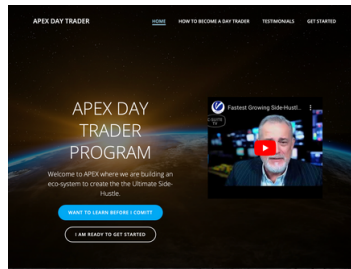 APEX DAY TRADER
HOME
HOW TO BECOME A DAY TRADER
TESTIMONIALS
GET STARTED
APEX DAY
TRADER
PROGRAM
Welcome to APEX where we are building an
eco-system to create the the Ultimate Side-
Hustle.
WANT TO LEARN BEFORE I COMITT
I AM READY TO GET STARTED
Fastest Growing Side-Hustl...